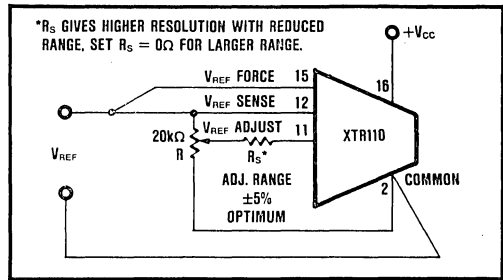 *RS GIVES HIGHER RESOLUTION WITH REDUCED
RANGE, SET RS = 0Ω FOR LARGER RANGE.
+VCC
VREF FORCE 15
16
VREF SENSE 12
20kΩ
R
VREF ADJUST 11
XTR110
VREF
RS*
ADJ. RANGE
±5%
OPTIMUM
2
COMMON